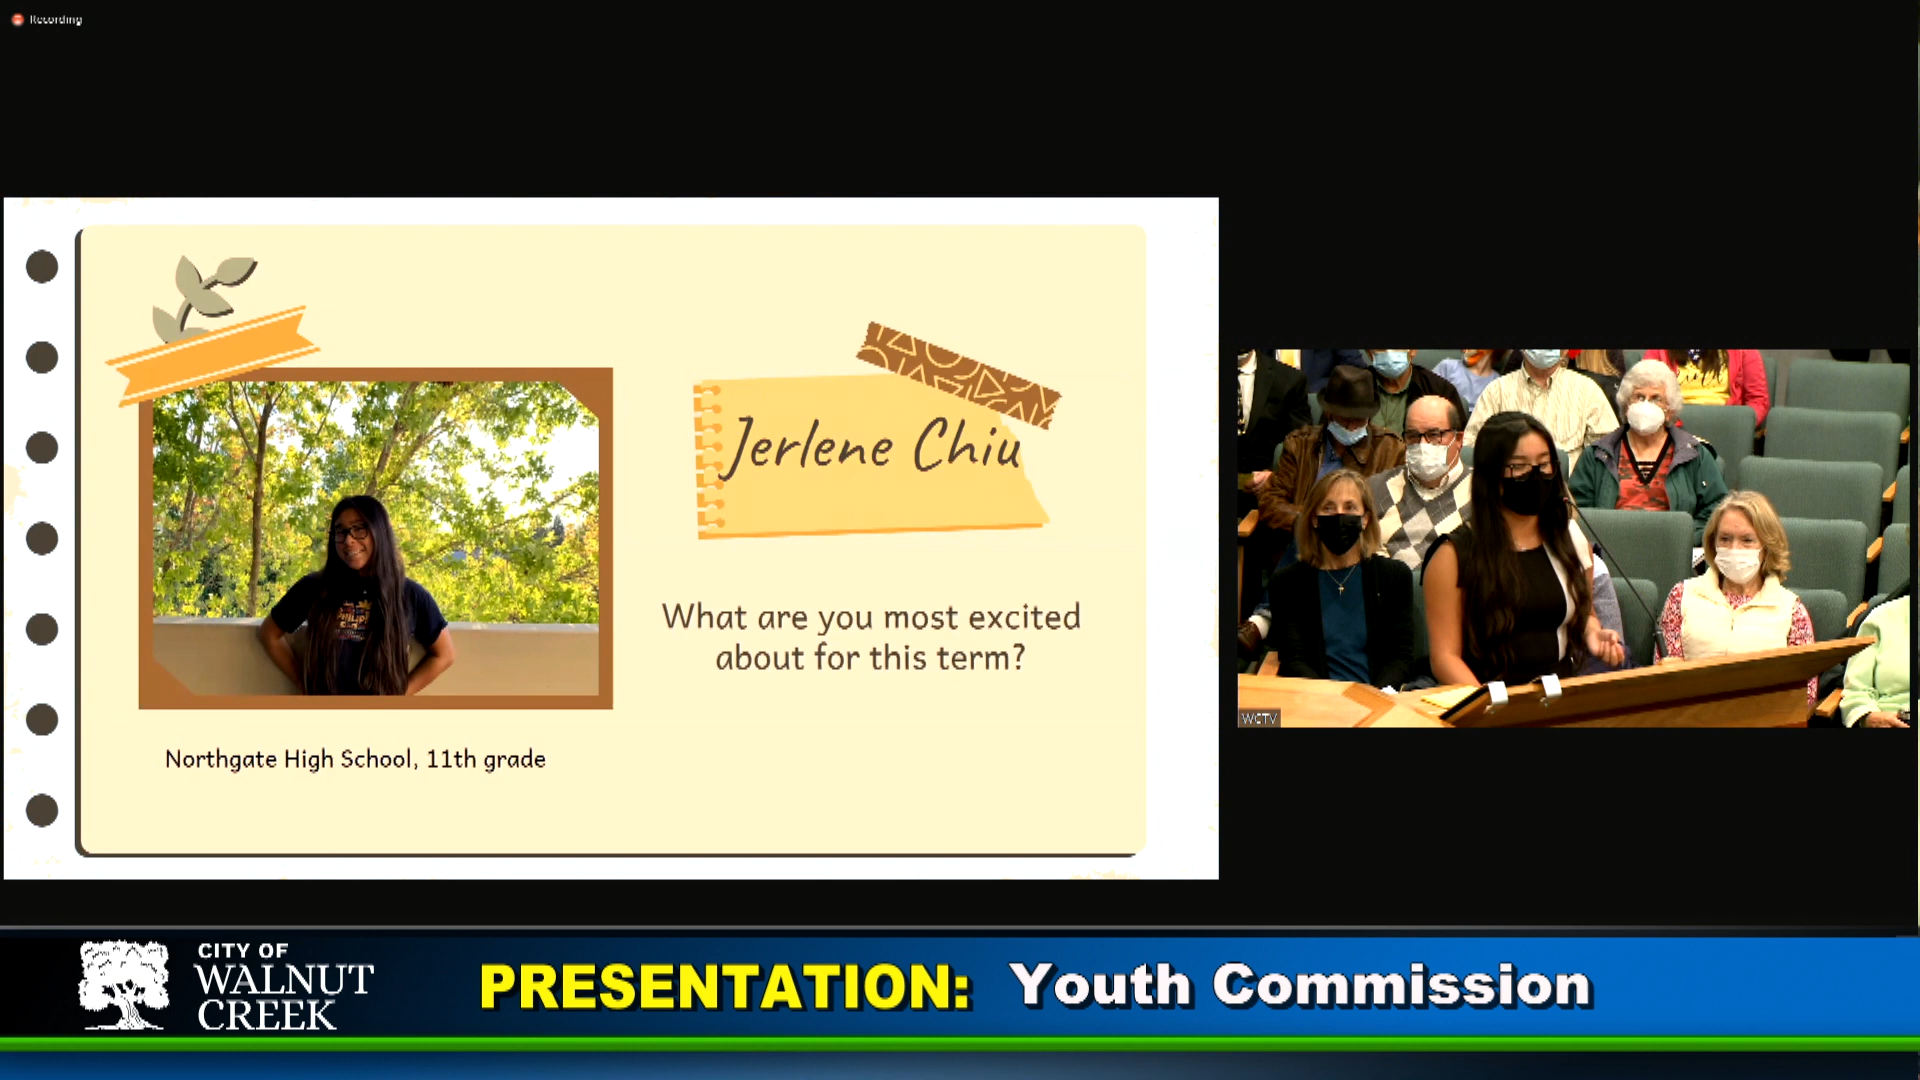 Recording
Jerlene Chiu
What are you most excited
about for this term?
Northgate High School, 11th grade
WCTV
CITY OF
WALNUT
CREEK
PRESENTATION: Youth Commission